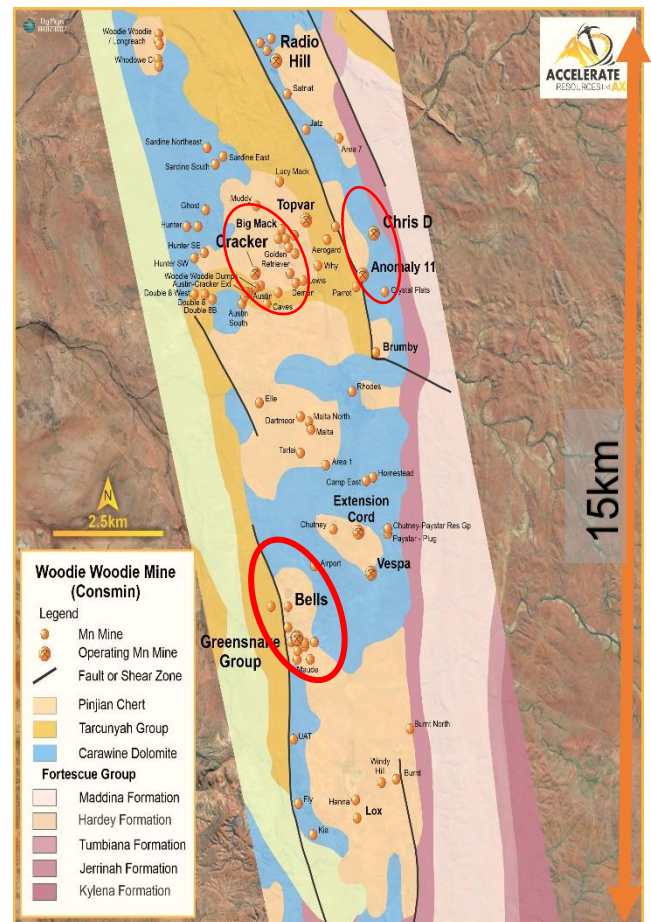 Woodie Woodie
/ Longreach
Radio
Hill
ACCELERATE
RESOURCES Ltd AX
Satnat
Jatz
Area 7
Sardine Northeast
Sardine East
Sardine South
Lucy Mack
Muddy
Ghost
Topvar
Chris D
Hunter
Big Mack
Cracker
Aerogard
Hunter SE
Golden
Retriever
Why
Anomaly 11
Hunter SW
Woodie Woodie Dumps
Lewis
Austin-Cracker Ext
Demon
Parrot
Crystal Flats
Double 8 West
Austin
Double 8
Double 8B
Caves
Austin
South
Brumby
Rhodes
Elle
Dartmoor
Malta North
Malta
Tarlei
Area 1
Homestead
Camp East
15km
N
2.5km
Extension
Cord
Chutney
Chutney-Paystar Res Gp
Paystar - Plug
Airport
Vespa
Bells
Greensnake
Group
Maude
UAT
Burnt North
Windy
Hill
Burnt
Hanna
Fly
Lox
Kia
Woodie Woodie Mine
(Consmin)
Legend
Mn Mine
Operating Mn Mine
Fault or Shear Zone
Pinjian Chert
Tarcunyah Group
Carawine Dolomite
Fortescue Group
Maddina Formation
Hardey Formation
Tumbiana Formation
Jerrinah Formation
Kylena Formation